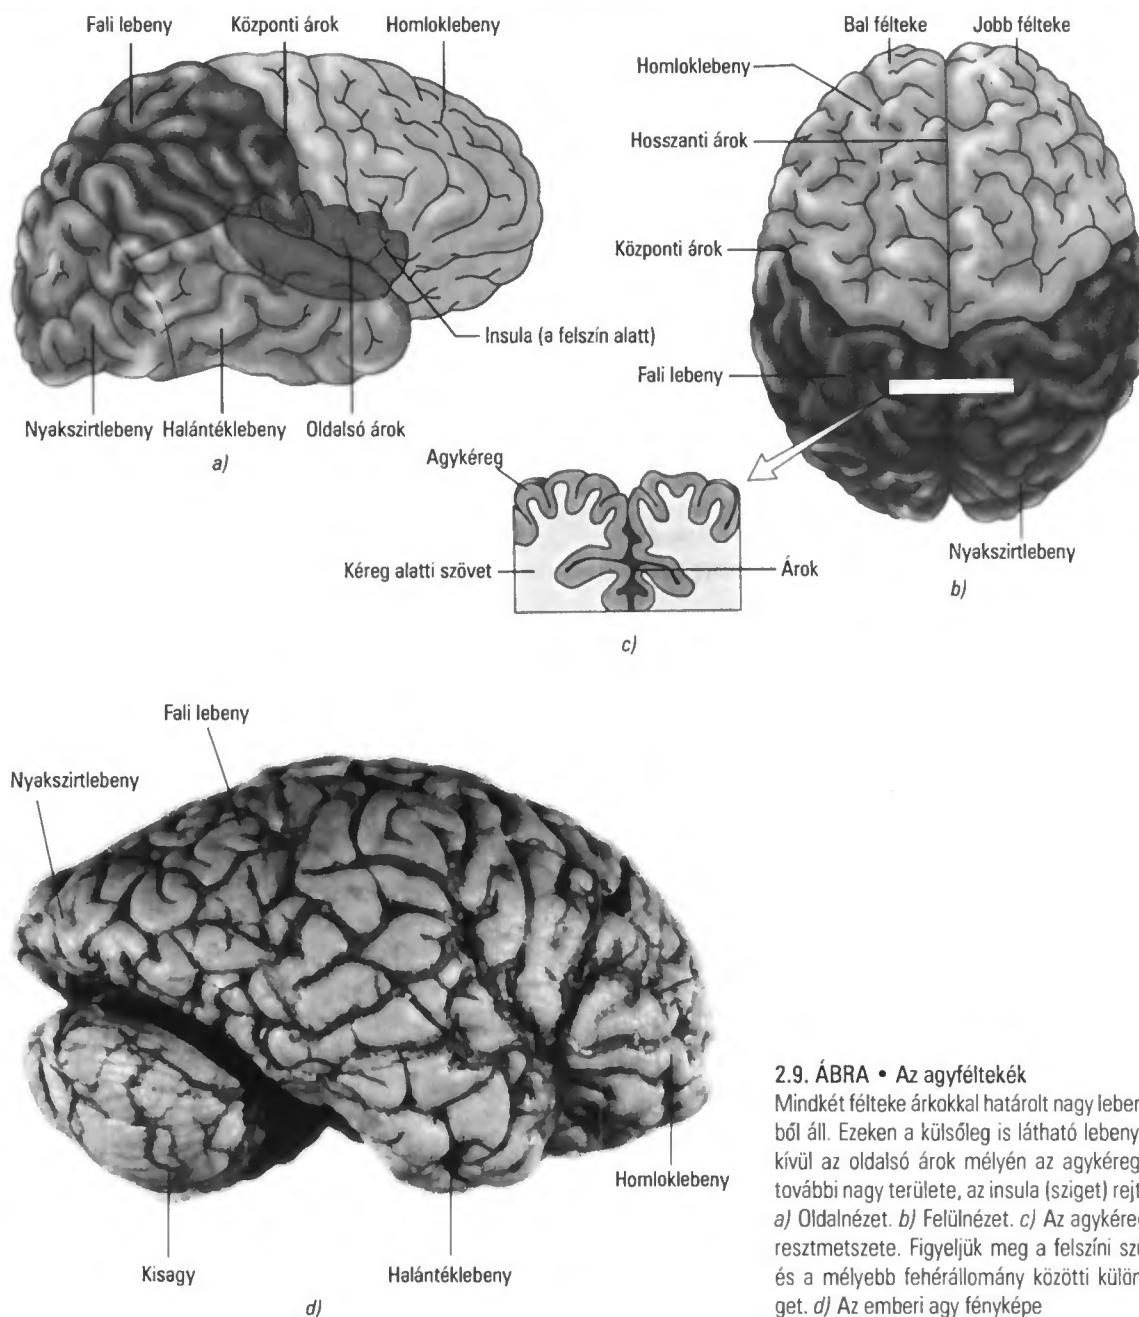 Fali lebeny
Központi árok
Homloklebeny
Insula (a felszín alatt)
Nyakszirtlebeny
Halántéklebeny
Oldalsó árok
a)
Bal félteke
Jobb félteke
Homloklebeny
Hosszanti árok
Központi árok
Fali lebeny
Nyakszirtlebeny
b)
Agykéreg
Kéreg alatti szövet
Árok
c)
Fali lebeny
Nyakszirtlebeny
Homloklebeny
Kisagy
Halántéklebeny
d)
2.9. ÁBRA • Az agyféltekék
Mindkét félteke árkokkal határolt nagy leben
ből áll. Ezeken a külsőleg is látható lebeny
kívül az oldalsó árok mélyén az agykéreg
további nagy területe, az insula (sziget) rejt
a) Oldalnézet. b) Felülnézet. c) Az agykéreg
resztmetszete. Figyeljük meg a felszíni szü
és a mélyebb fehérállomány közötti külön
get. d) Az emberi agy fényképe